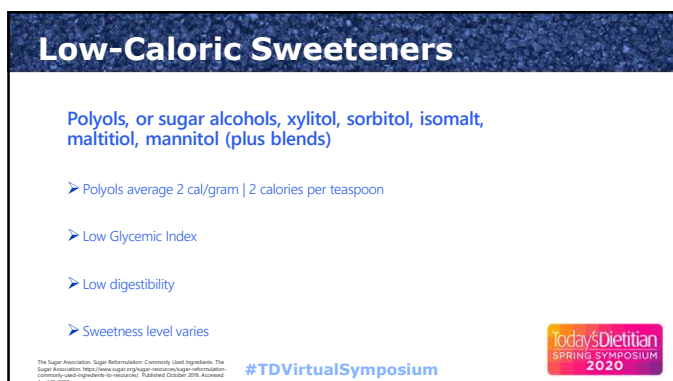 Low-Caloric Sweeteners
Polyols, or sugar alcohols, xylitol, sorbitol, isomalt,
maltitiol, mannitol (plus blends)
➢ Polyols average 2 cal/gram | 2 calories per teaspoon
➢ Low Glycemic Index
➢ Low digestibility
➢ Sweetness level varies
The Sugar Association. Sugar Reformulation: Commonly Used Ingredients. The
Sugar Association. https://www.sugar.org/sugar-resources/sugar-reformulation-
commonly-used-ingredients-to-resources/. Published October 2019. Accessed
#TDVirtualSymposium
Today'sDietitian
SPRING SYMPOSIUM
2020